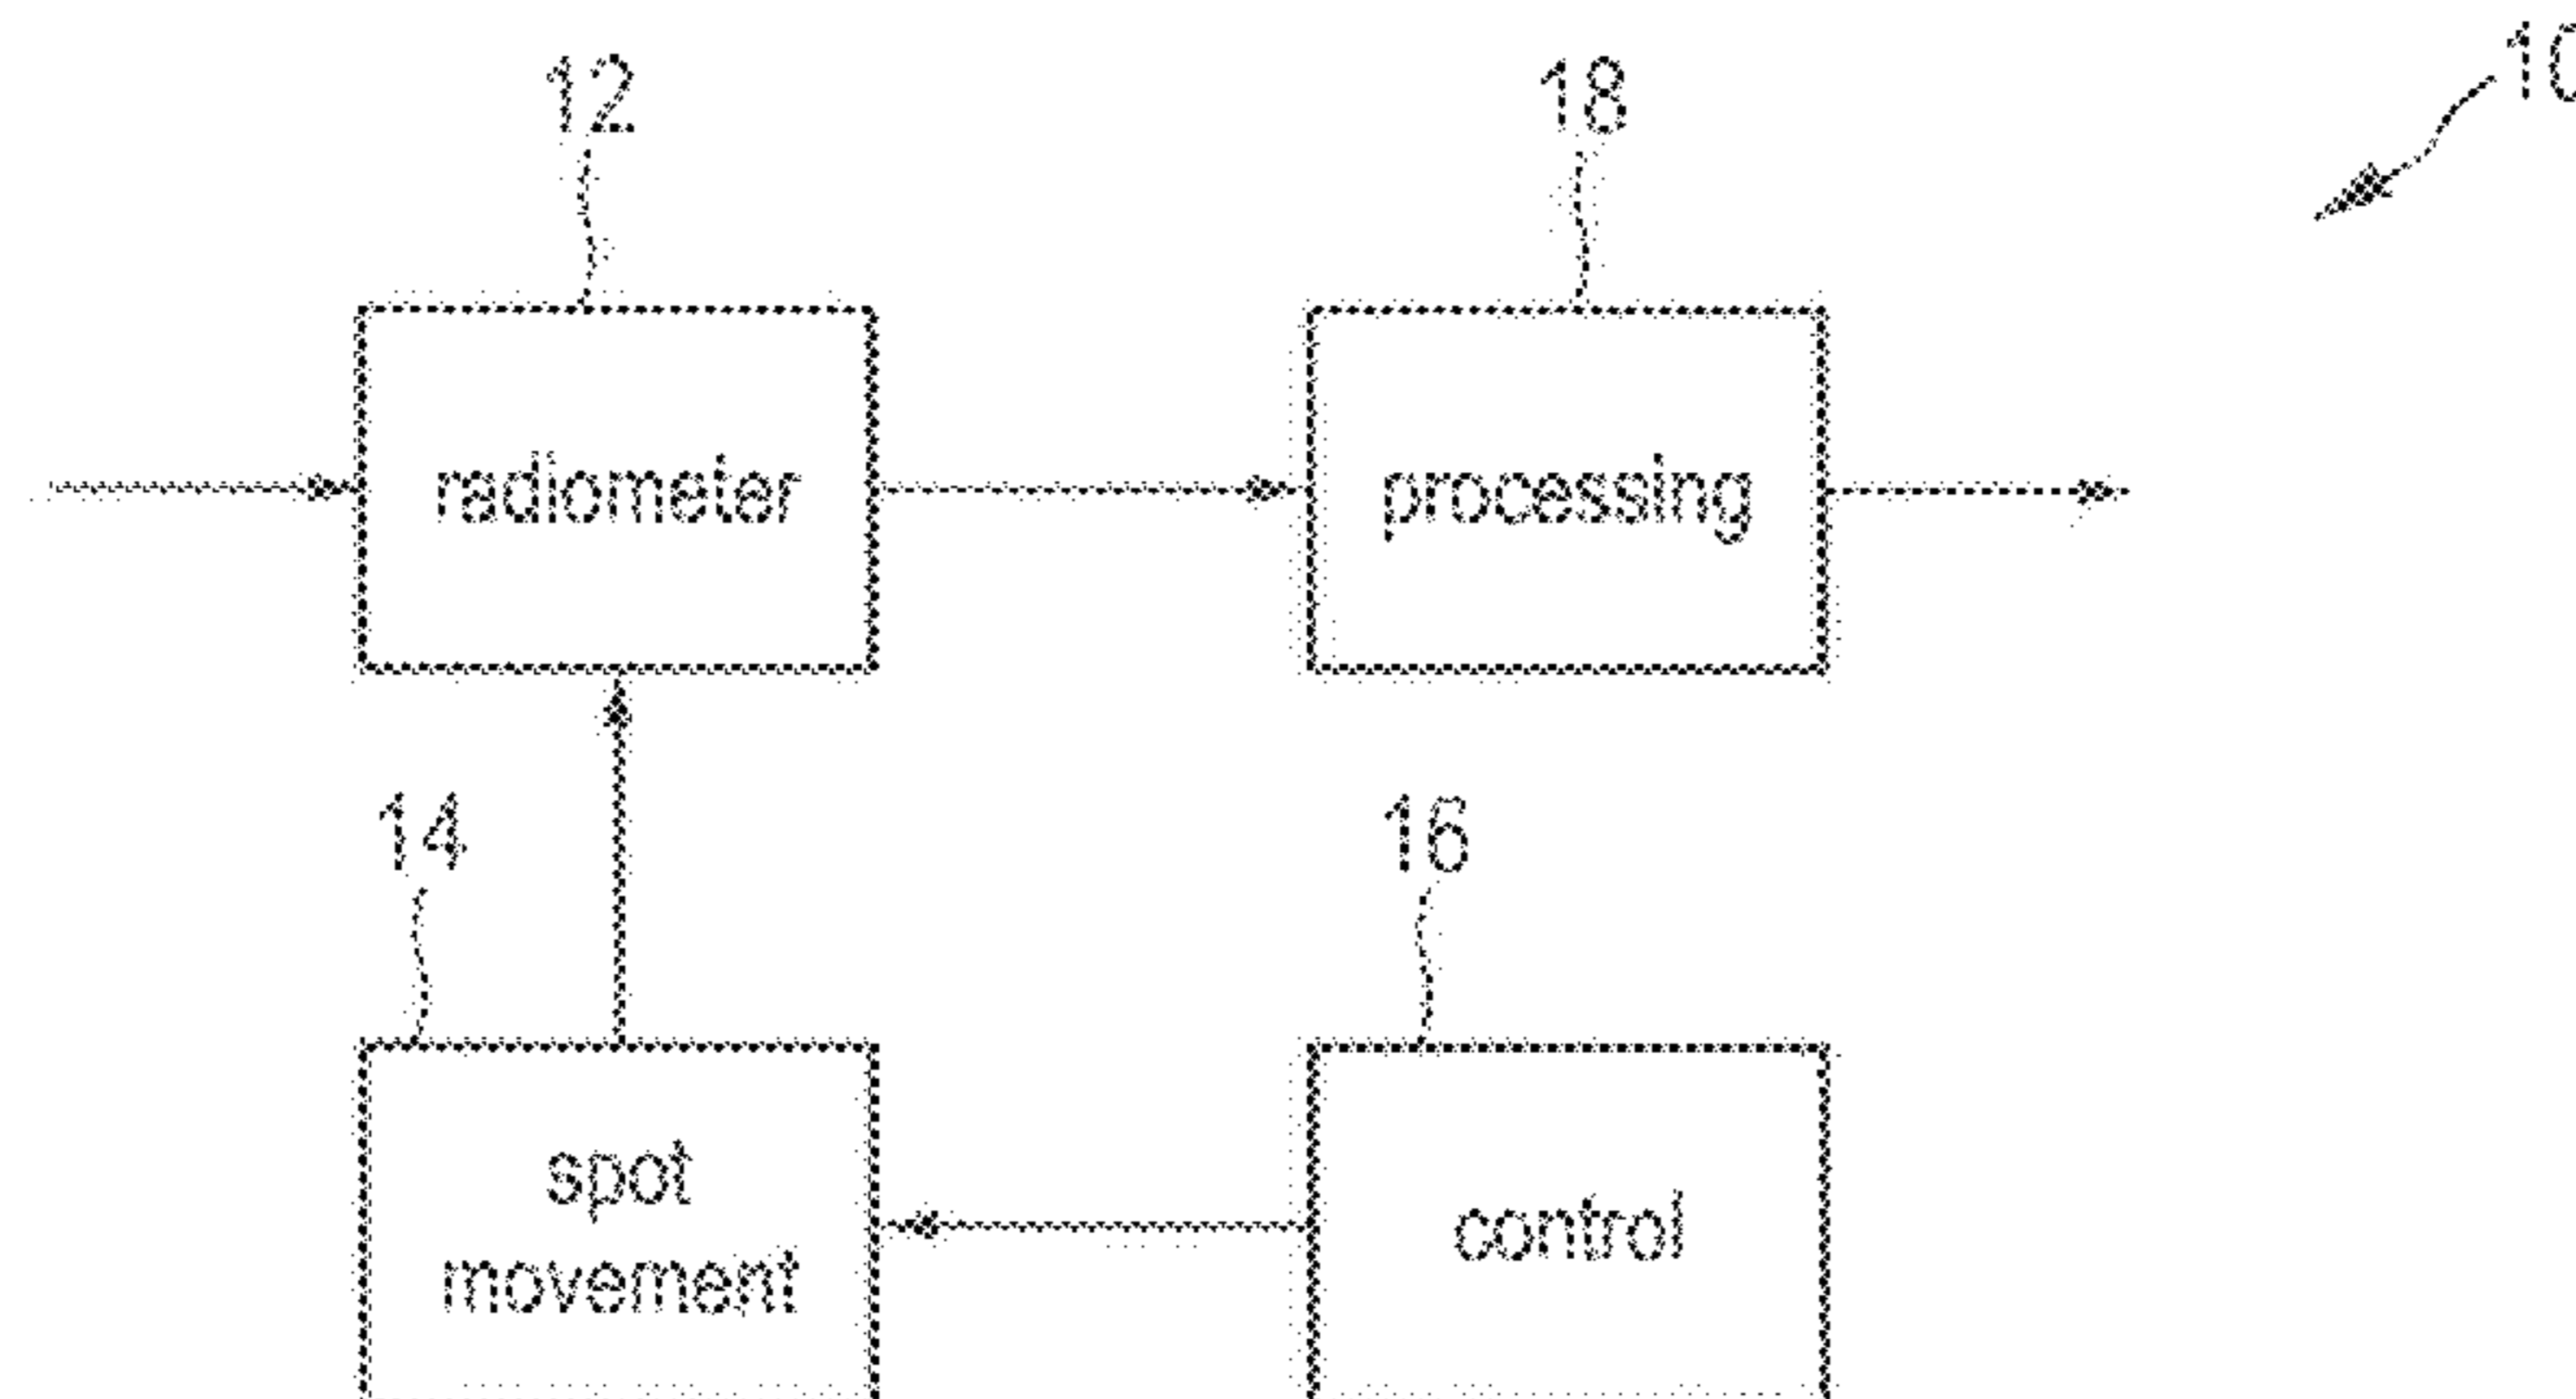 10
12
18
radiometer
processing
14
16
spot
movement
control